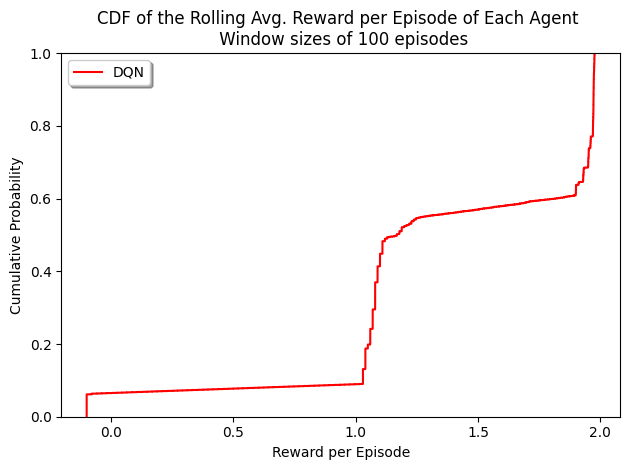 CDF of the Rolling Avg. Reward per Episode of Each Agent
Window sizes of 100 episodes
DQN
1.0
0.8
0.6
0.4
0.2
0.0
Cumulative Probability
0.0 0.5 1.0 1.5 2.0
Reward per Episode